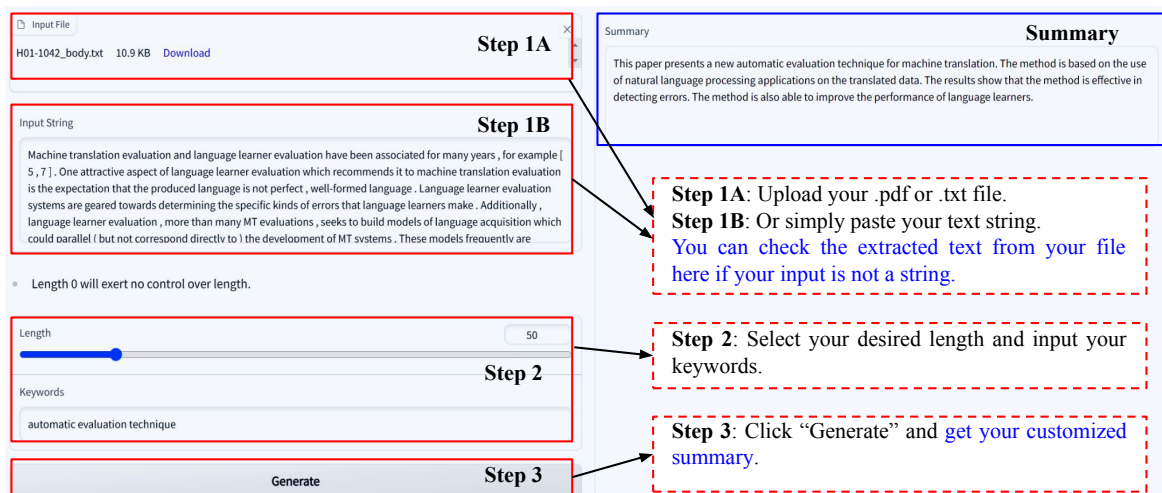 Input File
H01-1042_body.txt 10.9 KB Download
Step 1A
Input String
Step 1B
Machine translation evaluation and language learner evaluation have been associated for many years , for example [
5 , 7 ] . One attractive aspect of language learner evaluation which recommends it to machine translation evaluation
is the expectation that the produced language is not perfect , well-formed language . Language learner evaluation
systems are geared towards determining the specific kinds of errors that language learners make . Additionally ,
language learner evaluation , more than many MT evaluations , seeks to build models of language acquisition which
could parallel ( but not correspond directly to ) the development of MT systems . These models frequently are
Length 0 will exert no control over length.
Length
50
Step 2
Keywords
automatic evaluation technique
Generate
Step 3
Summary
Summary
This paper presents a new automatic evaluation technique for machine translation. The method is based on the use
of natural language processing applications on the translated data. The results show that the method is effective in
detecting errors. The method is also able to improve the performance of language learners.
Step 1A: Upload your .pdf or .txt file.
Step 1B: Or simply paste your text string.
You can check the extracted text from your file
here if your input is not a string.
Step 2: Select your desired length and input your
keywords.
Step 3: Click “Generate” and get your customized
summary.